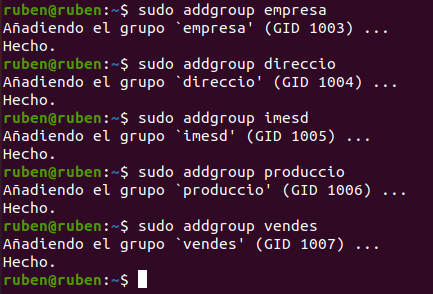 ruben@ruben:~$ sudo addgroup empresa
Añadiendo el grupo `empresa' (GID 1003) ...
Hecho.
ruben@ruben:~$ sudo addgroup direccio
Añadiendo el grupo `direccio' (GID 1004) ...
Hecho.
ruben@ruben:~$ sudo addgroup imesd
Añadiendo el grupo `imesd' (GID 1005) ...
Hecho.
ruben@ruben:~$ sudo addgroup produccio
Añadiendo el grupo `produccio' (GID 1006) ...
Hecho.
ruben@ruben:~$ sudo addgroup vendes
Añadiendo el grupo `vendes' (GID 1007) ...
Hecho.
ruben@ruben:~$